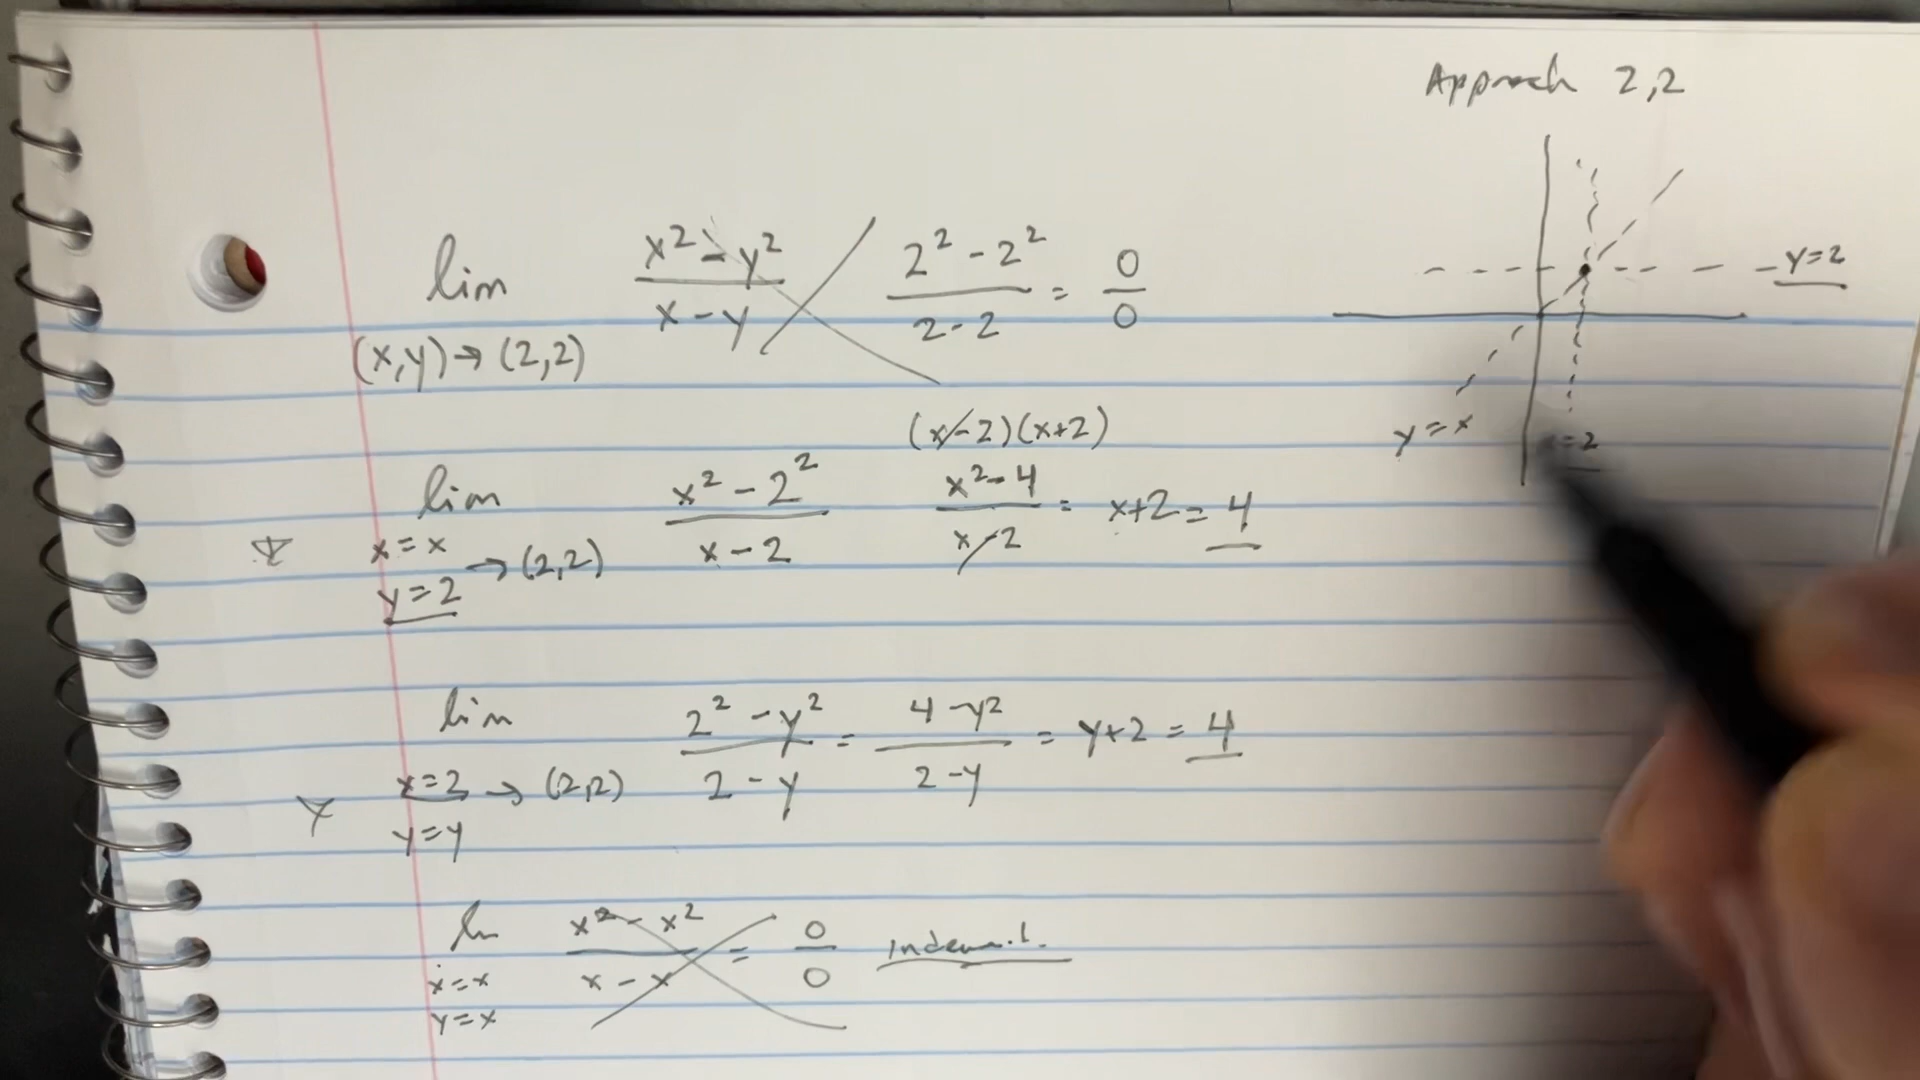 Approach 2,2
lim (x,y)→(2,2) x² - y² / x - y 2² - 2² / 2 - 2 = 0/0
y=2
y=x
=2
(x-2)(x+2)
lim x=x y=2 →(2,2) x² - 2² / x - 2 x² - 4 / x - 2 = x+2 = 4
lim x=2 y=y → (2,2) 2² - y² / 2 - y = 4 - y² / 2 - y = y+2 = 4
x=x y=x x² - x² / x - x = 0/0